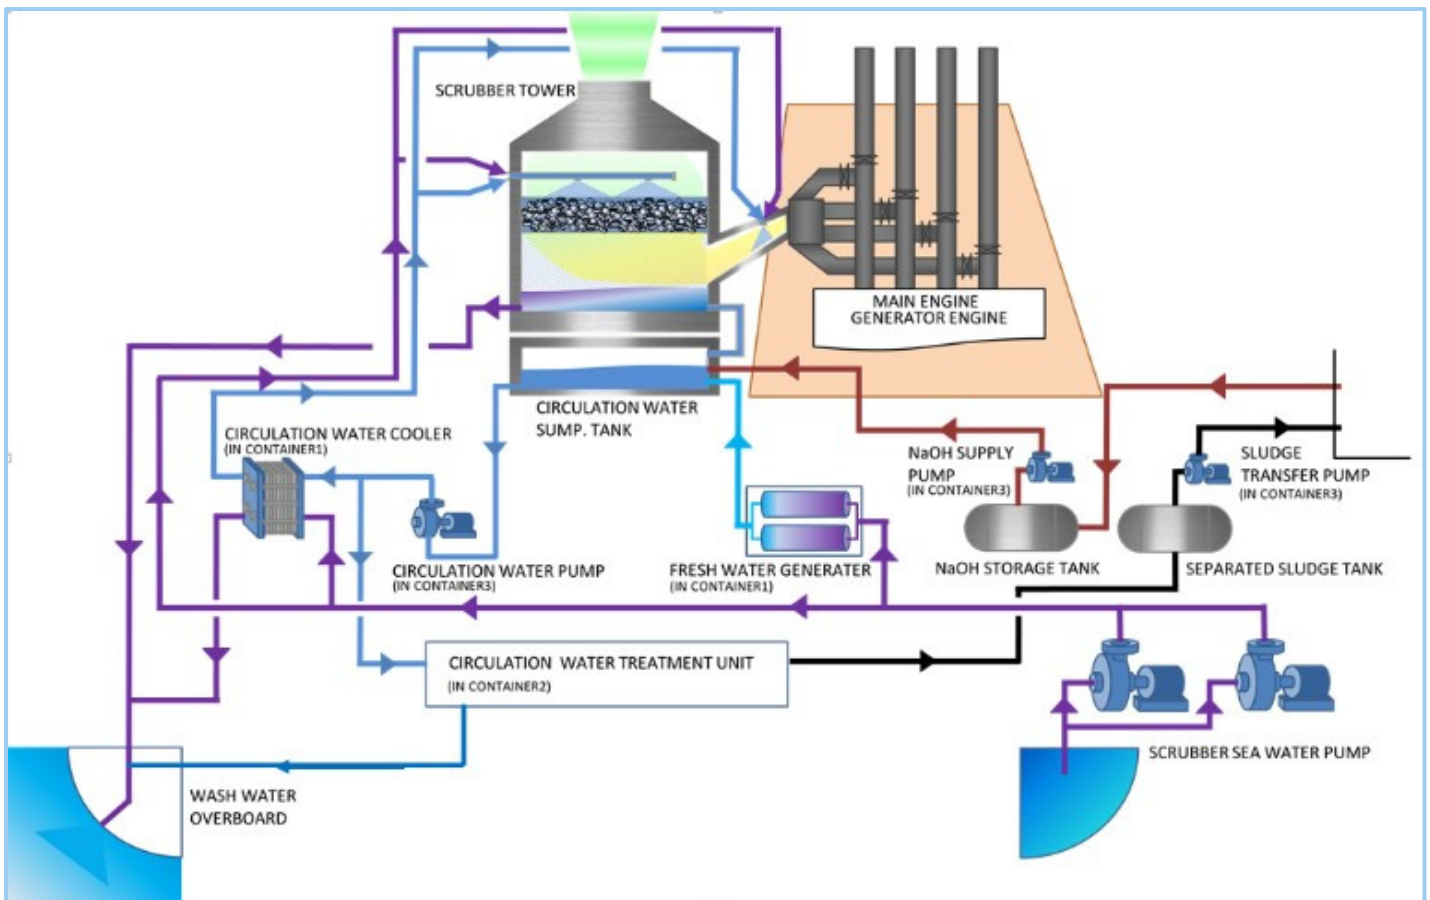 SCRUBBER TOWER
MAIN ENGINE
GENERATOR ENGINE
CIRCULATION WATER
SUMP. TANK
CIRCULATION WATER COOLER
(IN CONTAINER1)
NaOH SUPPLY
PUMP
(IN CONTAINER3)
SLUDGE
TRANSFER PUMP
(IN CONTAINER3)
CIRCULATION WATER PUMP
(IN CONTAINER3)
FRESH WATER GENERATER
(IN CONTAINER1)
NaOH STORAGE TANK
SEPARATED SLUDGE TANK
CIRCULATION WATER TREATMENT UNIT
(IN CONTAINER2)
SCRUBBER SEA WATER PUMP
WASH WATER
OVERBOARD